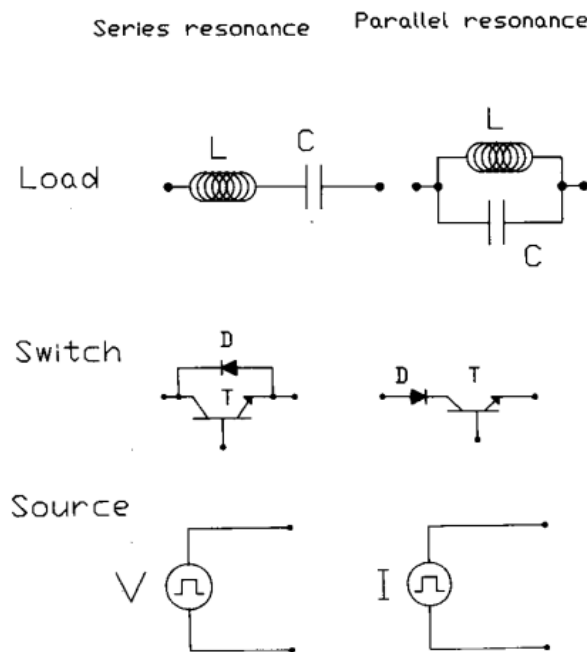 Series resonance Parallel resonance
L
C
L
Load
C
D
Switch
T
D
T
Source
V
I